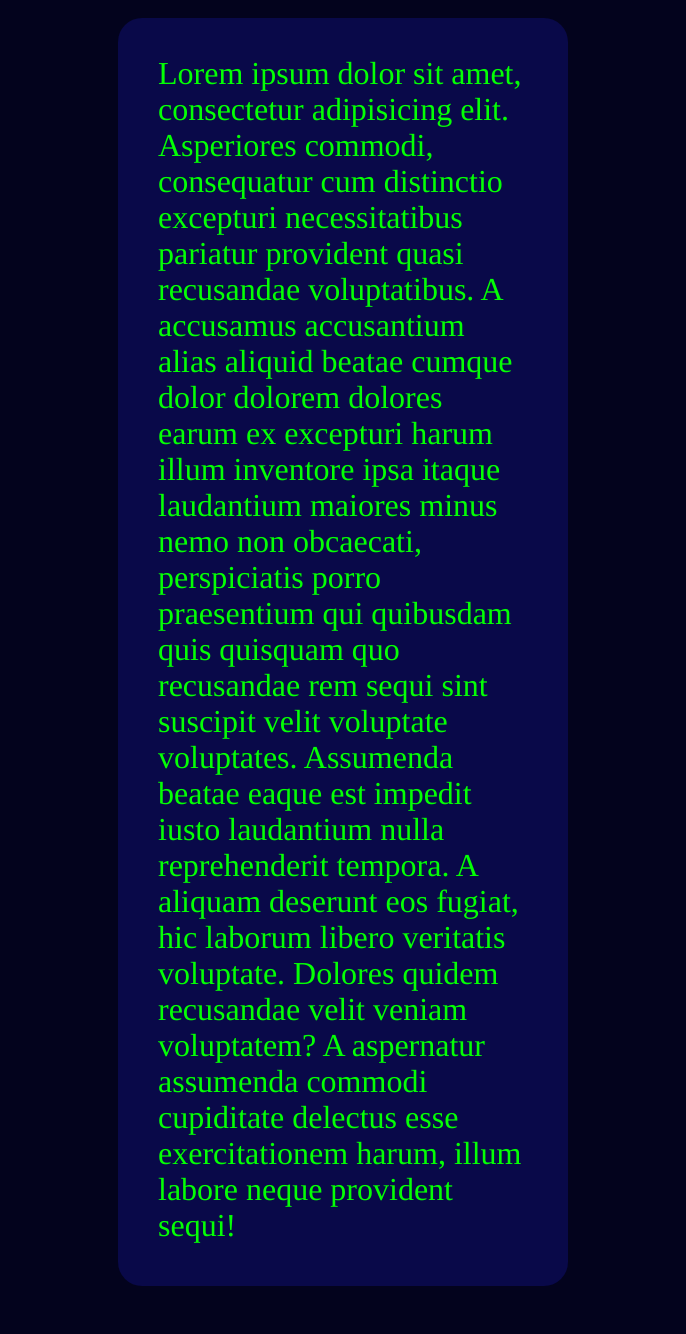 Lorem ipsum dolor sit amet,
consectetur adipisicing elit.
Asperiores commodi,
consequatur cum distinctio
excepturi necessitatibus
pariatur provident quasi
recusandae voluptatibus. A
accusamus accusantium
alias aliquid beatae cumque
dolor dolorem dolores
earum ex excepturi harum
illum inventore ipsa itaque
laudantium maiores minus
nemo non obcaecati,
perspiciatis porro
praesentium qui quibusdam
quis quisquam quo
recusandae rem sequi sint
suscipit velit voluptate
voluptates. Assumenda
beatae eaque est impedit
iusto laudantium nulla
reprehenderit tempora. A
aliquam deserunt eos fugiat,
hic laborum libero veritatis
voluptate. Dolores quidem
recusandae velit veniam
voluptatem? A aspernatur
assumenda commodi
cupiditate delectus esse
exercitationem harum, illum
labore neque provident
sequi!